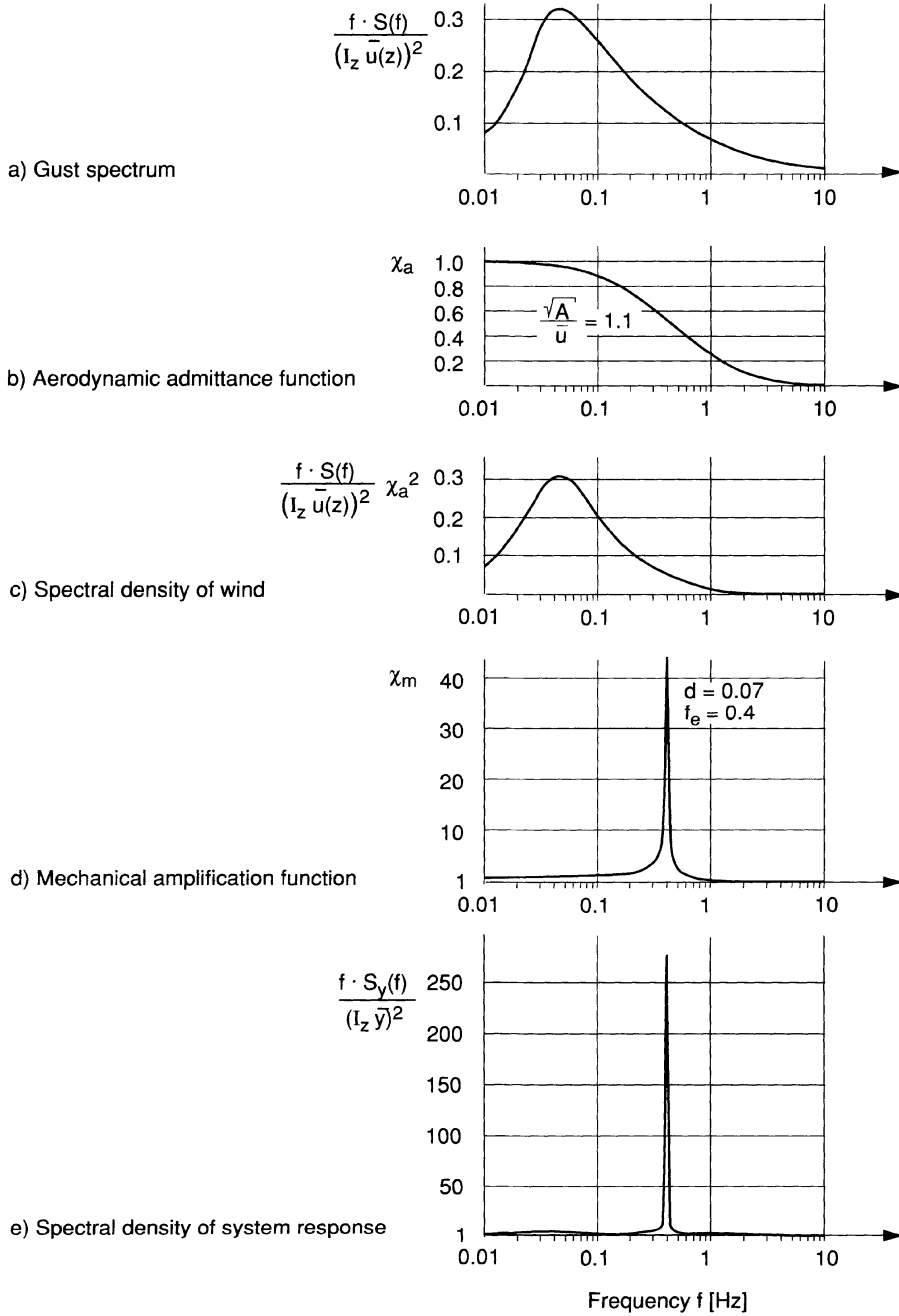 f · S(f)
(I_z ū(z))²
0.3
0.2
0.1
a) Gust spectrum
0.01 0.1 1 10
χ_a
1.0
0.8
0.6
0.4
0.2
√A / ū = 1.1
b) Aerodynamic admittance function
0.01 0.1 1 10
f · S(f)
(I_z ū(z))² χ_a²
0.3
0.2
0.1
c) Spectral density of wind
0.01 0.1 1 10
χ_m
40
30
20
10
1
d = 0.07
f_e = 0.4
d) Mechanical amplification function
0.01 0.1 1 10
f · S_y(f)
(I_z ȳ)²
250
200
150
100
50
1
e) Spectral density of system response
0.01 0.1 1 10
Frequency f [Hz]